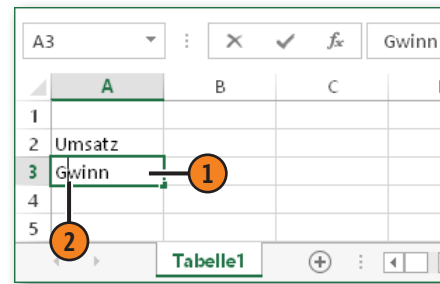 A3 fx Gwinn
A B C
1
2 Umsatz
3 Gwinn 1
4
5 2
Tabelle1